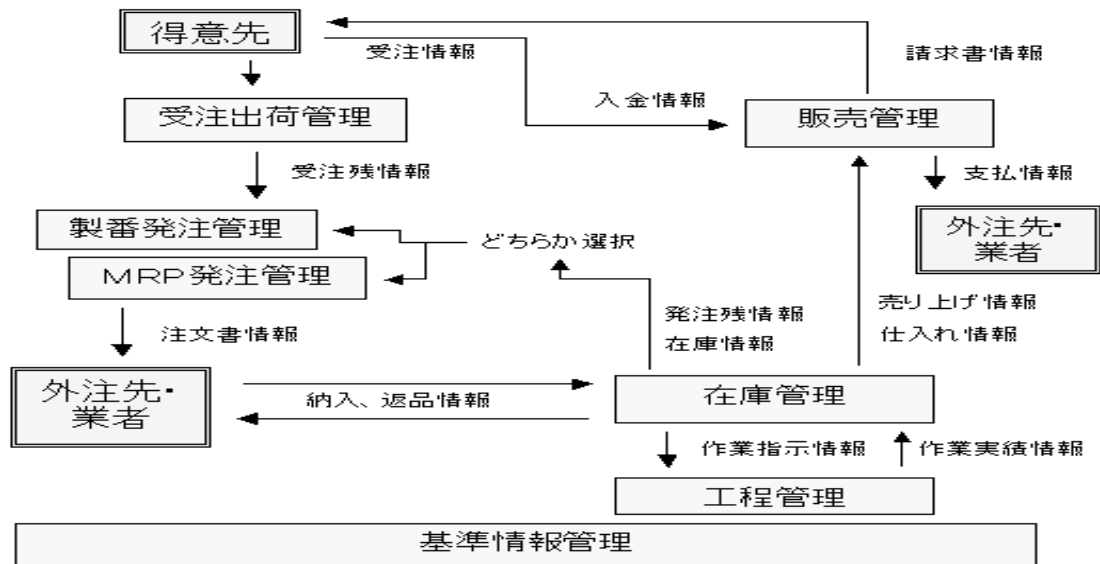 得意先
受注情報
請求書情報
受注出荷管理
入金情報
販売管理
受注残情報
支払情報
製番発注管理
どちらか選択
外注先・
業者
MRP発注管理
注文書情報
発注残情報
在庫情報
売り上げ情報
仕入れ情報
外注先・
業者
納入、返品情報
在庫管理
作業指示情報
作業実績情報
工程管理
基準情報管理